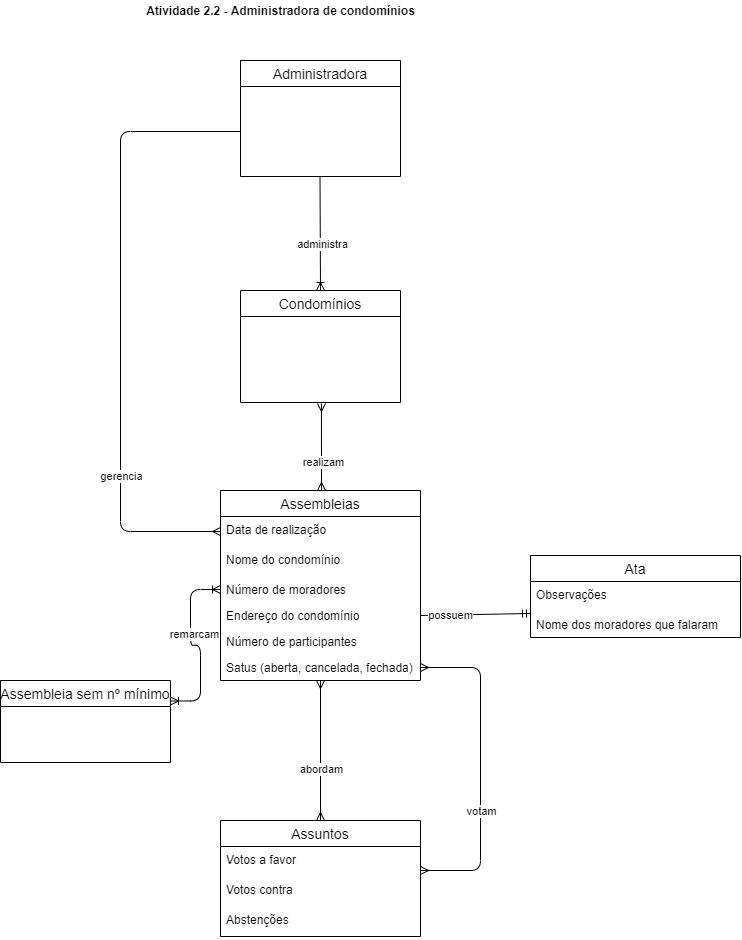 Atividade 2.2 - Administradora de condomínios
Administradora
administra
Condomínios
realizam
gerencia
Assembleias
Data de realização
Nome do condomínio
Número de moradores
Endereço do condomínio
Número de participantes
Satus (aberta, cancelada, fechada)
possuem
Ata
Observações
Nome dos moradores que falaram
remarcam
Assembleia sem nº mínimo
abordam
votam
Assuntos
Votos a favor
Votos contra
Abstenções